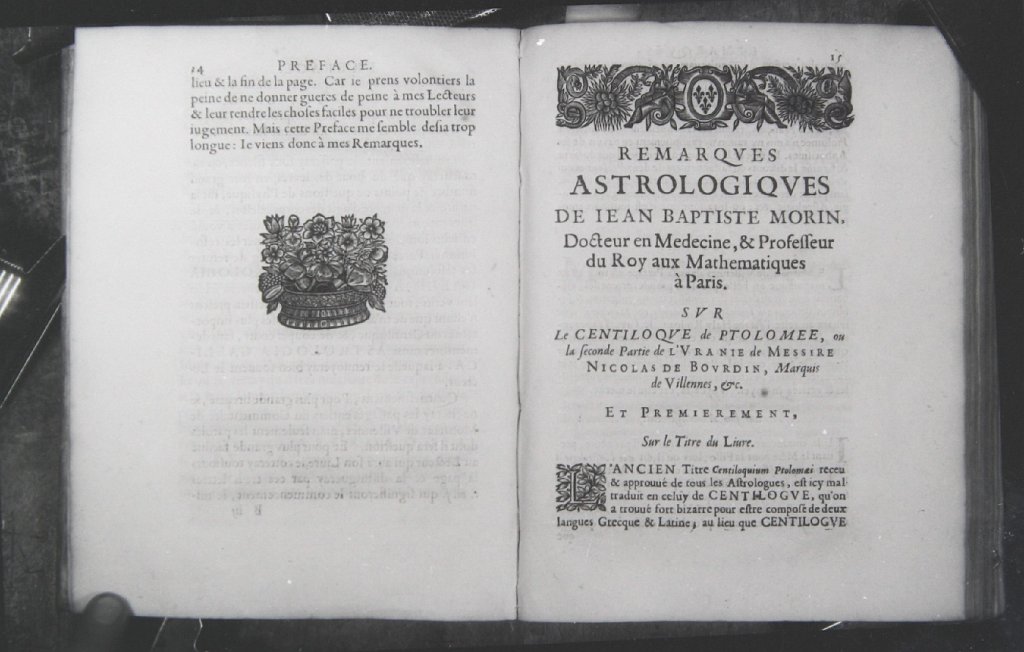 14 PREFACE.
lieu & la fin de la page. Car ie prens volontiers la
peine de ne donner gueres de peine à mes Lecteurs
& leur rendre les choſes faciles pour ne troubler leur
iugement. Mais cette Preface me ſemble deſia trop
longue: Ie viens donc à mes Remarques.
15
REMARQVES
ASTROLOGIQVES
DE IEAN BAPTISTE MORIN,
Docteur en Medecine, & Profeſſeur
du Roy aux Mathematiques
à Paris.
SVR
Le CENTILOQVE de PTOLOMEE, ou
la ſeconde Partie de L'VRANIE de MESSIRE
NICOLAS DE BOVRDIN, Marquis
de Villennes, &c.
ET PREMIEREMENT,
Sur le Titre du Liure.
L'ANCIEN Titre Centiloquium Ptolomæi receu
& approuué de tous les Aſtrologues, eſt icy mal
traduit en celuy de CENTILOGVE, qu'on
a trouué fort bizarre pour eſtre compoſé de deux
langues Grecque & Latine; au lieu que CENTILOGVE